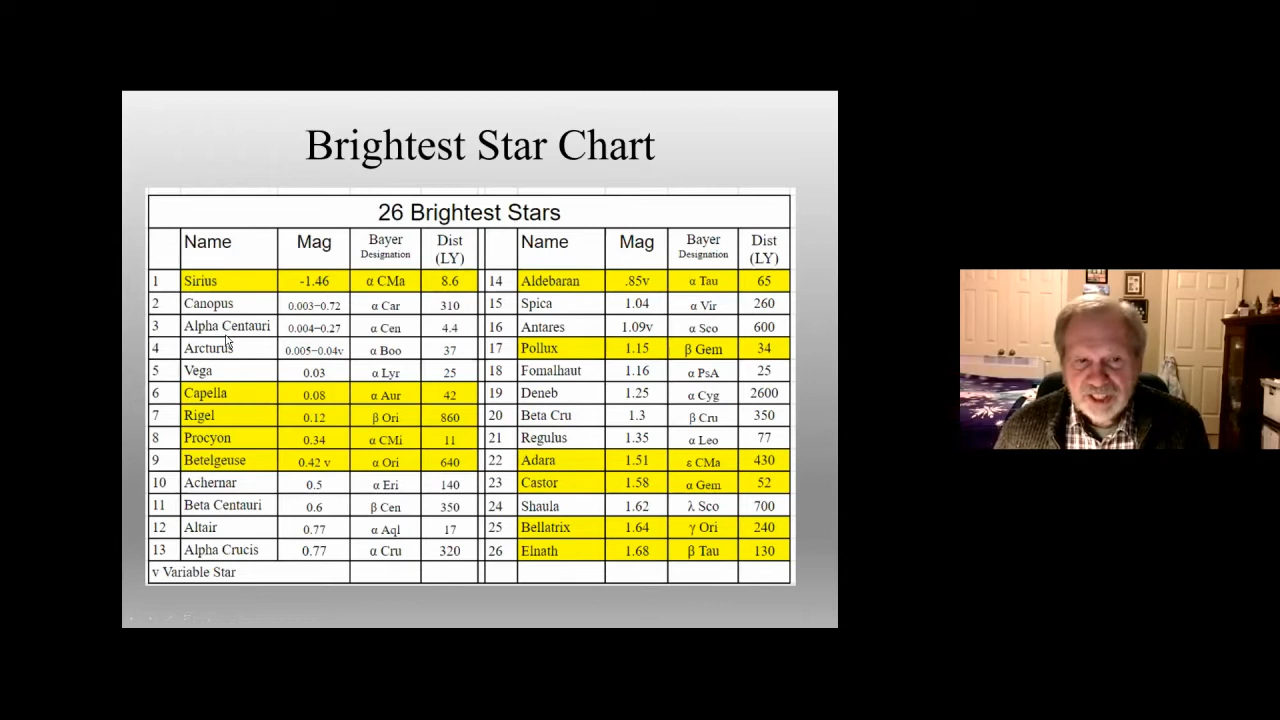 Brightest Star Chart
26 Brightest Stars
Name Mag Bayer Designation Dist (LY) Name Mag Bayer Designation Dist (LY)
1 Sirius -1.46 α CMa 8.6 14 Aldebaran .85v α Tau 65
2 Canopus 0.003−0.72 α Car 310 15 Spica 1.04 α Vir 260
3 Alpha Centauri 0.004−0.27 α Cen 4.4 16 Antares 1.09v α Sco 600
4 Arcturus 0.005−0.04v α Boo 37 17 Pollux 1.15 β Gem 34
5 Vega 0.03 α Lyr 25 18 Fomalhaut 1.16 α PsA 25
6 Capella 0.08 α Aur 42 19 Deneb 1.25 α Cyg 2600
7 Rigel 0.12 β Ori 860 20 Beta Cru 1.3 β Cru 350
8 Procyon 0.34 α CMi 11 21 Regulus 1.35 α Leo 77
9 Betelgeuse 0.42 v α Ori 640 22 Adara 1.51 ε CMa 430
10 Achernar 0.5 α Eri 140 23 Castor 1.58 α Gem 52
11 Beta Centauri 0.6 β Cen 350 24 Shaula 1.62 λ Sco 700
12 Altair 0.77 α Aql 17 25 Bellatrix 1.64 γ Ori 240
13 Alpha Crucis 0.77 α Cru 320 26 Elnath 1.68 β Tau 130
v Variable Star